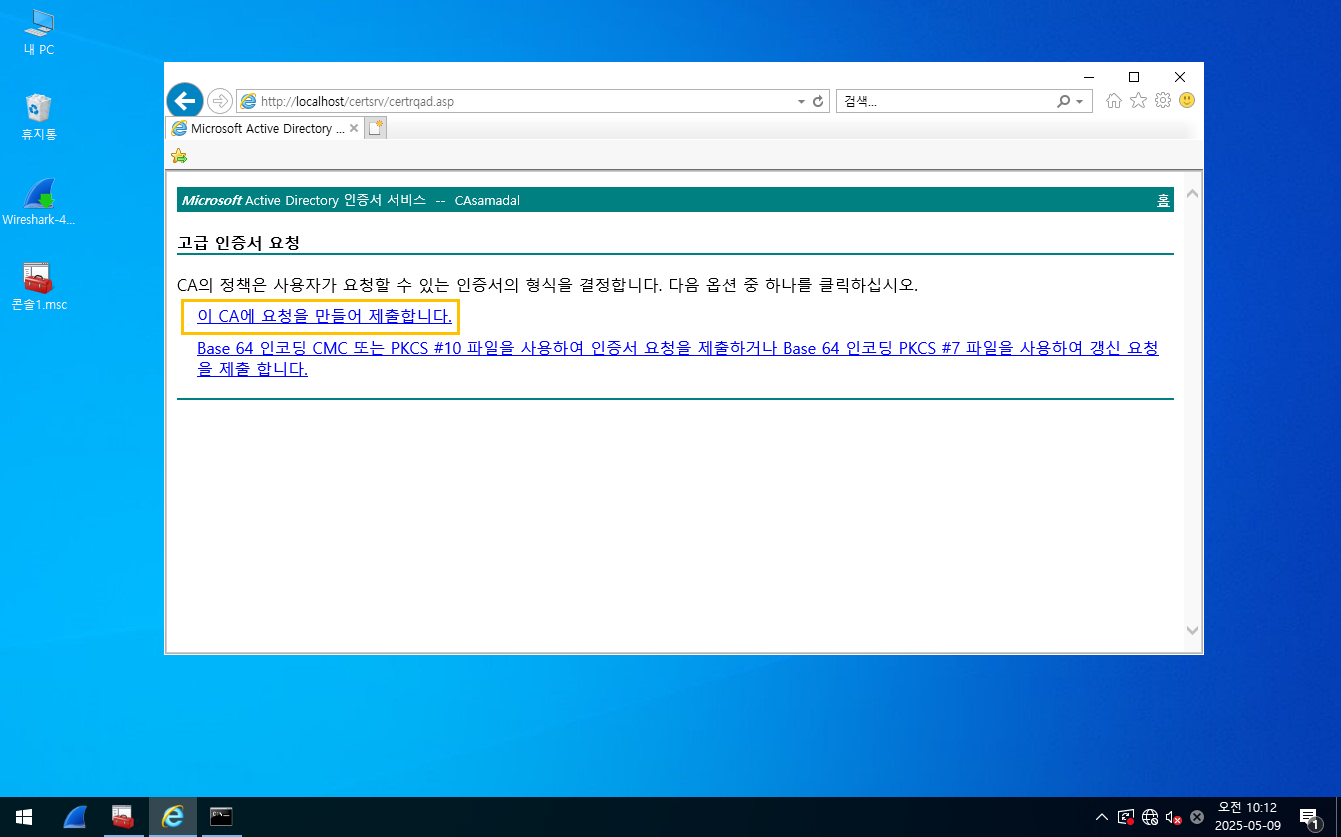 내 PC
휴지통
Wireshark-4...
콘솔1.msc
http://localhost/certsrv/certrqad.asp
검색...
Microsoft Active Directory ...
Microsoft Active Directory 인증서 서비스 -- CAsamadal
홈
고급 인증서 요청
CA의 정책은 사용자가 요청할 수 있는 인증서의 형식을 결정합니다. 다음 옵션 중 하나를 클릭하십시오.
이 CA에 요청을 만들어 제출합니다.
Base 64 인코딩 CMC 또는 PKCS #10 파일을 사용하여 인증서 요청을 제출하거나 Base 64 인코딩 PKCS #7 파일을 사용하여 갱신 요청
을 제출 합니다.
오전 10:12
2025-05-09
1